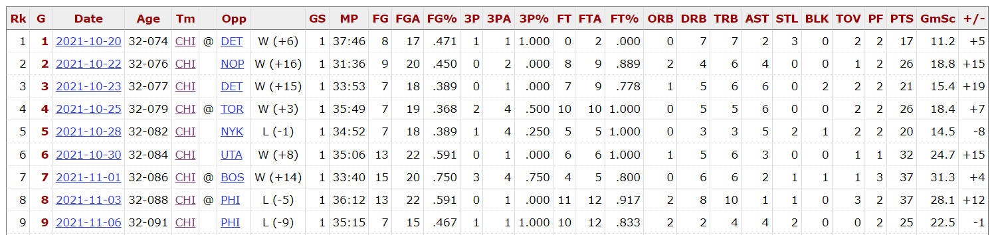 Rk G Date Age Tm Opp GS MP FG FGA FG% 3P 3PA 3P% FT FTA FT% ORB DRB TRB AST STL BLK TOV PF PTS GmSc +/-
1 1 2021-10-20 32-074 CHI @ DET W (+6) 1 37:46 8 17 .471 1 1 1.000 0 2 .000 0 7 7 2 3 0 2 2 17 11.2 +5
2 2 2021-10-22 32-076 CHI NOP W (+16) 1 31:36 9 20 .450 0 2 .000 8 9 .889 2 4 6 4 0 0 1 2 26 18.8 +15
3 3 2021-10-23 32-077 CHI DET W (+15) 1 33:53 7 18 .389 0 1 .000 7 9 .778 1 5 6 6 0 2 2 2 21 15.4 +19
4 4 2021-10-25 32-079 CHI @ TOR W (+3) 1 35:49 7 19 .368 2 4 .500 10 10 1.000 0 5 5 6 0 0 2 2 26 18.4 +7
5 5 2021-10-28 32-082 CHI NYK L (-1) 1 34:52 7 18 .389 1 4 .250 5 5 1.000 0 3 3 5 2 1 2 2 20 14.5 -8
6 6 2021-10-30 32-084 CHI UTA W (+8) 1 35:06 13 22 .591 0 1 .000 6 6 1.000 1 5 6 3 0 0 1 1 32 24.7 +15
7 7 2021-11-01 32-086 CHI @ BOS W (+14) 1 33:40 15 20 .750 3 4 .750 4 5 .800 0 6 6 2 1 1 1 3 37 31.3 +4
8 8 2021-11-03 32-088 CHI @ PHI L (-5) 1 36:12 13 22 .591 0 1 .000 11 12 .917 2 8 10 1 1 0 3 2 37 28.1 +12
9 9 2021-11-06 32-091 CHI PHI L (-9) 1 35:15 7 15 .467 1 1 1.000 10 12 .833 2 2 4 4 2 0 0 2 25 22.5 -1